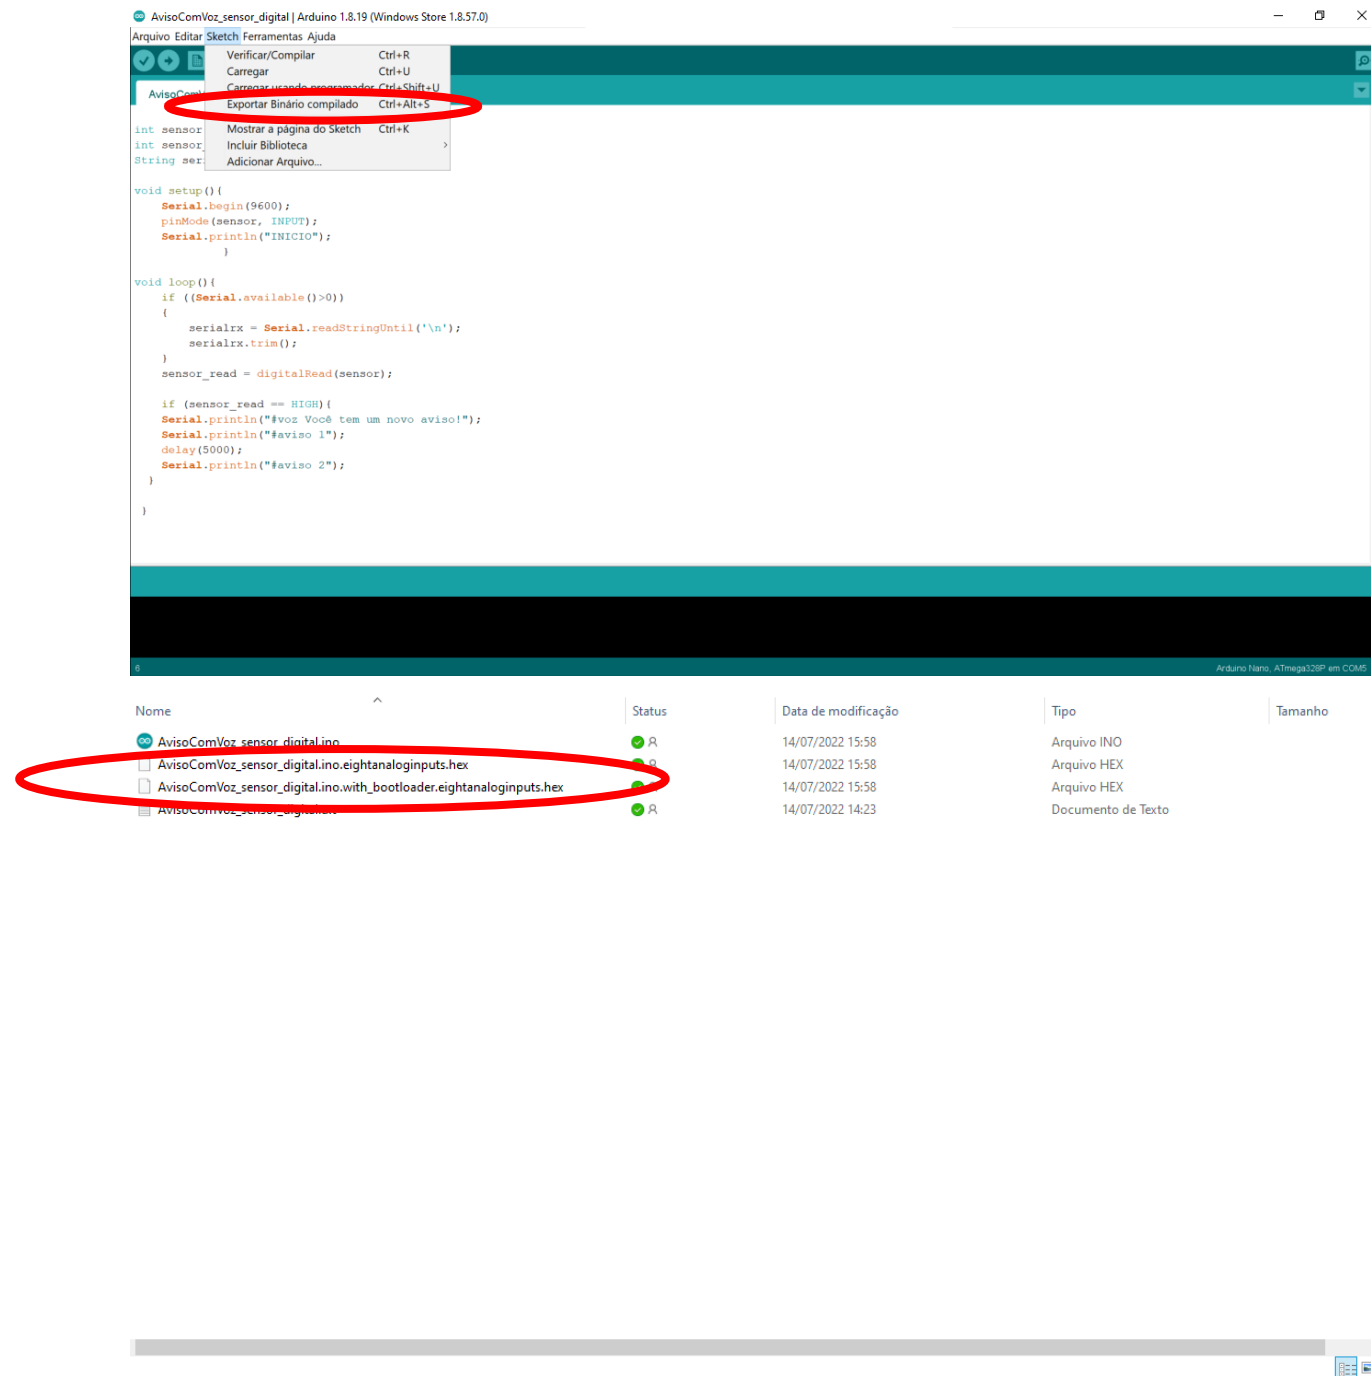 AvisoComVoz_sensor_digital | Arduino 1.8.19 (Windows Store 1.8.57.0)
Arquivo Editar Sketch Ferramentas Ajuda
Verificar/Compilar Ctrl+R
Carregar Ctrl+U
Carregar usando programador Ctrl+Shift+U
Exportar Binário compilado Ctrl+Alt+S
Mostrar a página do Sketch Ctrl+K
Incluir Biblioteca
Adicionar Arquivo...
int sensor
int sensor_
String ser
void setup(){
Serial.begin(9600);
pinMode(sensor, INPUT);
Serial.println("INICIO");
}
void loop(){
if ((Serial.available()>0))
{
serialrx = Serial.readStringUntil('\n');
serialrx.trim();
}
sensor_read = digitalRead(sensor);
if (sensor_read == HIGH){
Serial.println("#voz Você tem um novo aviso!");
Serial.println("#aviso 1");
delay(5000);
Serial.println("#aviso 2");
}
}
6 Arduino Nano, ATmega328P em COM5
Nome Status Data de modificação Tipo Tamanho
AvisoComVoz_sensor_digital.ino 14/07/2022 15:58 Arquivo INO
AvisoComVoz_sensor_digital.ino.eightanaloginputs.hex 14/07/2022 15:58 Arquivo HEX
AvisoComVoz_sensor_digital.ino.with_bootloader.eightanaloginputs.hex 14/07/2022 15:58 Arquivo HEX
14/07/2022 14:23 Documento de Texto